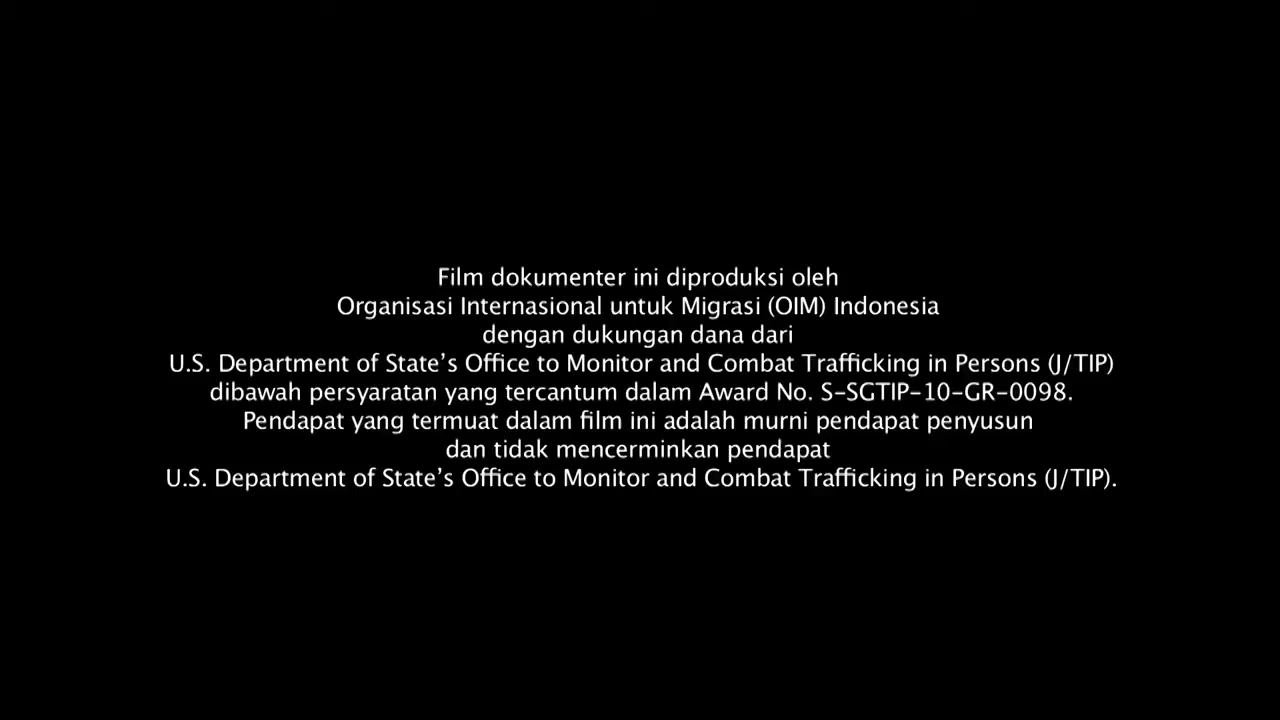 Film dokumenter ini diproduksi oleh
Organisasi Internasional untuk Migrasi (OIM) Indonesia
dengan dukungan dana dari
U.S. Department of State’s Office to Monitor and Combat Trafficking in Persons (J/TIP)
dibawah persyaratan yang tercantum dalam Award No. S-SGTIP-10-GR-0098.
Pendapat yang termuat dalam film ini adalah murni pendapat penyusun
dan tidak mencerminkan pendapat
U.S. Department of State’s Office to Monitor and Combat Trafficking in Persons (J/TIP).